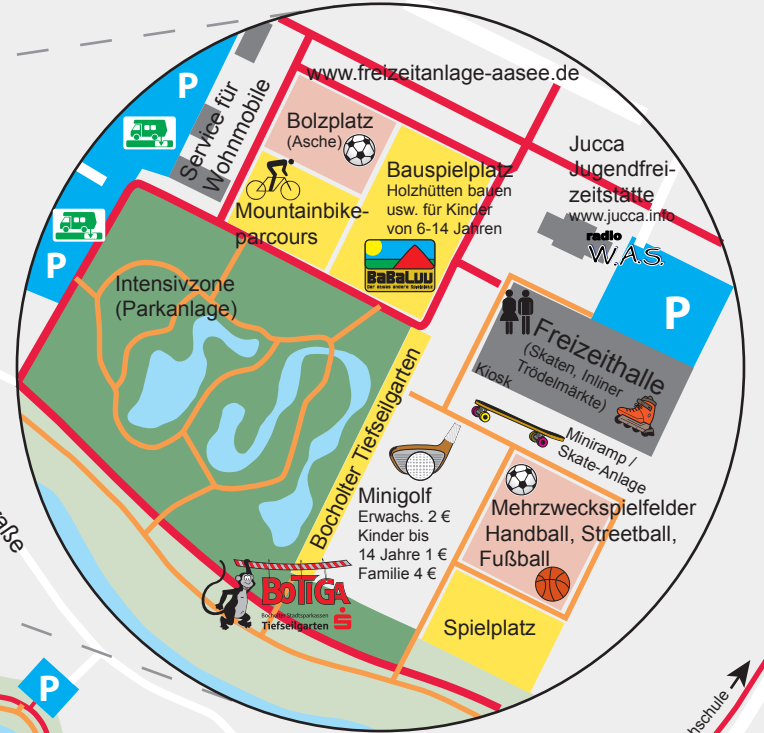 www.freizeitanlage-aasee.de
P
Service für
Wohnmobile
Bolzplatz
(Asche)
Jucca
Jugendfrei-
zeitstätte
www.jucca.info
radio
W.A.S.
Bauspielplatz
Holzhütten bauen
usw. für Kinder
von 6-14 Jahren
Mountainbike-
parcours
BaBaLuu
P
Intensivzone
(Parkanlage)
P
Freizeithalle
(Skaten, Inliner
Trödelmärkte)
Kiosk
Miniramp /
Skate-Anlage
Bocholter Tiefseilgarten
Minigolf
Erwachs. 2 €
Kinder bis
14 Jahre 1 €
Familie 4 €
Mehrzweckspielfelder
Handball, Streetball,
Fußball
BOTIGA
Bocholter Stadtsparkassen
Tiefseilgarten
Spielplatz
P